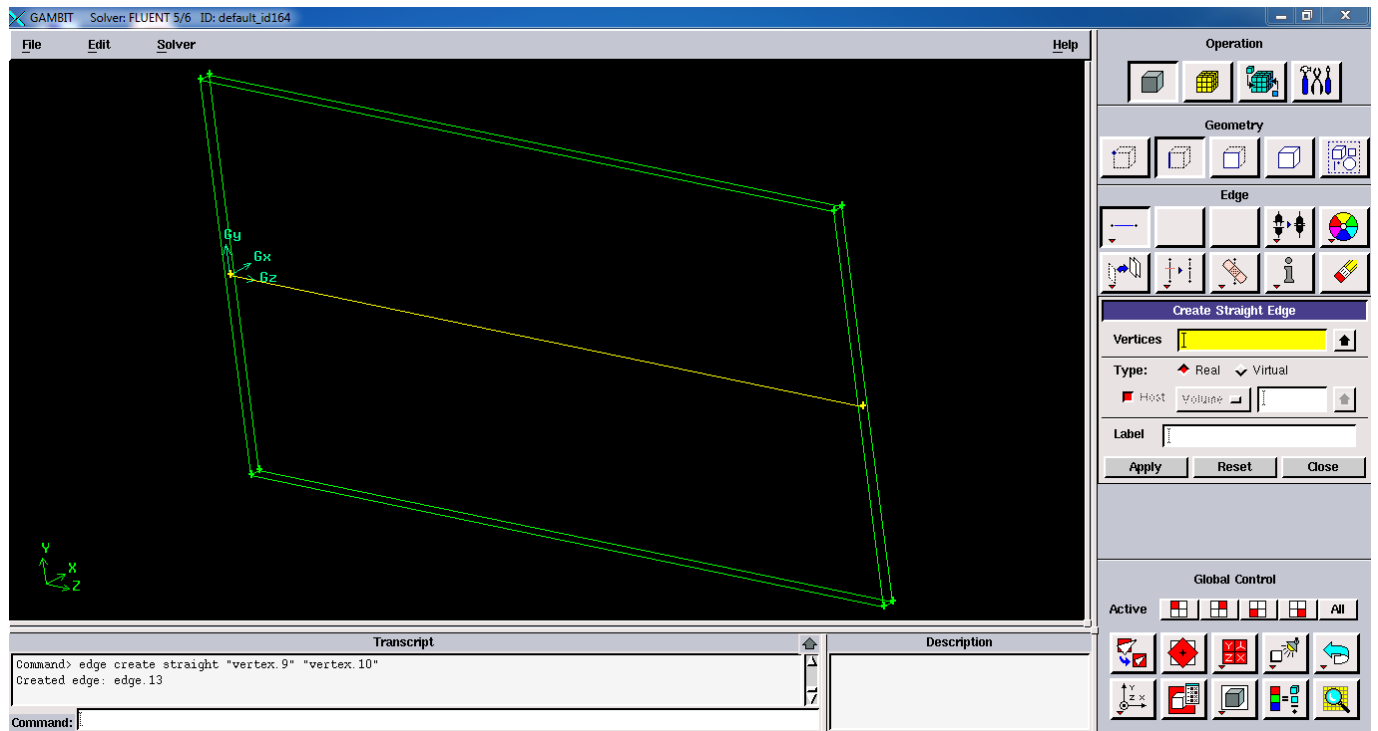 GAMBIT Solver: FLUENT 5/6 ID: default_id164
File Edit Solver Help
Gy
Gx
Gz
Y
X
Z
Transcript
Command> edge create straight "vertex.9" "vertex.10"
Created edge: edge.13
Command:
Description
Operation
Geometry
Edge
Create Straight Edge
Vertices
Type: Real Virtual
Host Volume
Label
Apply Reset Close
Global Control
Active All
Y X
Z X
Y
Z X